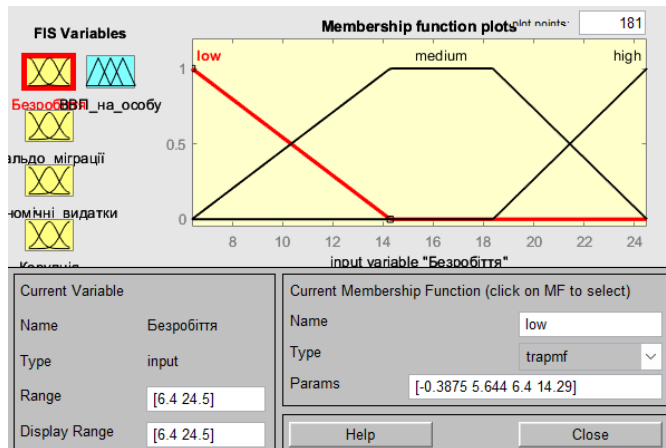 FIS Variables
Membership function plots
plot points:
181
low
medium
high
1
0.5
0
Безробіття
ВВП_на_особу
альдо_міграції
номічні_видатки
8 10 12 14 16 18 20 22 24
input variable "Безробіття"
Current Variable
Name Безробіття
Type input
Range [6.4 24.5]
Display Range [6.4 24.5]
Current Membership Function (click on MF to select)
Name low
Type trapmf
Params [-0.3875 5.644 6.4 14.29]
Help Close